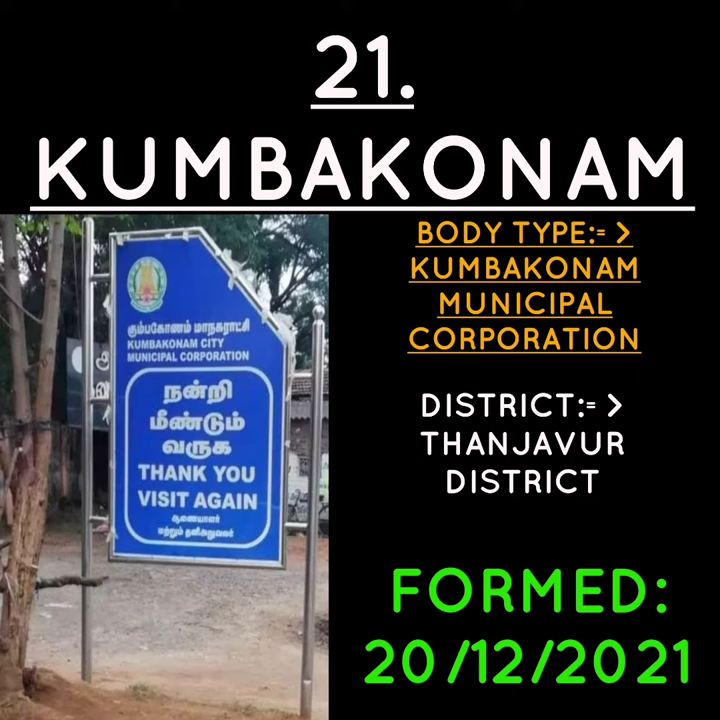 21.
KUMBAKONAM
BODY TYPE:= >
KUMBAKONAM
MUNICIPAL
CORPORATION
DISTRICT:= >
THANJAVUR
DISTRICT
FORMED:
20/12/2021
கும்பகோணம் மாநகராட்சி
KUMBAKONAM CITY
MUNICIPAL CORPORATION
நன்றி
மீண்டும்
வருக
THANK YOU
VISIT AGAIN
ஆணையாளர்
மற்றும் தனிஅலுவலர்